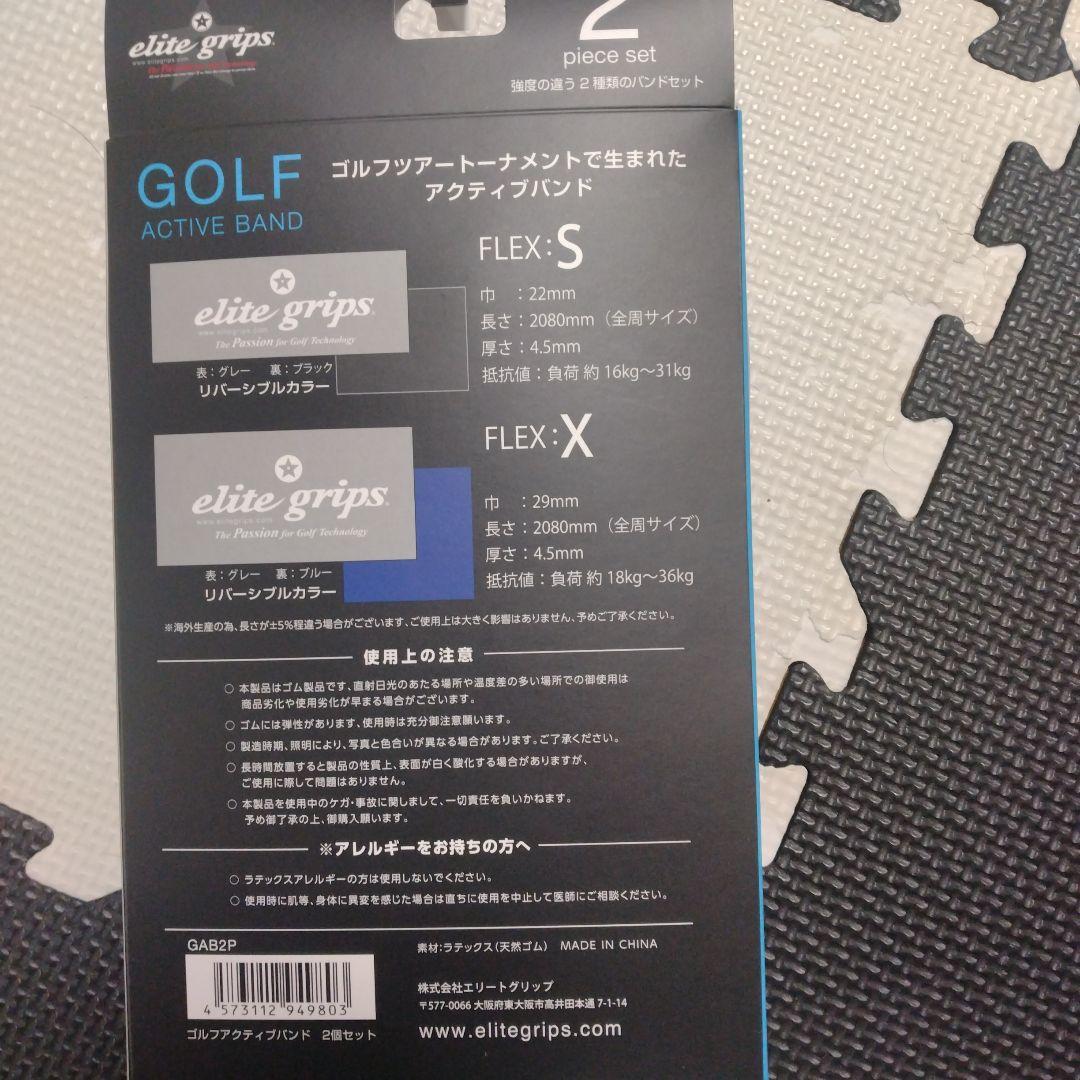 elite grips
www.elitegrips.com
The Passion for Golf Technology
2
piece set
強度の違う2種類のバンドセット
GOLF
ACTIVE BAND
ゴルフツアートーナメントで生まれた
アクティブバンド
elite grips
www.elitegrips.com
The Passion for Golf Technology
表:グレー 裏:ブラック
リバーシブルカラー
FLEX:S
巾 :22mm
長さ:2080mm(全周サイズ)
厚さ:4.5mm
抵抗値:負荷 約 16kg〜31kg
elite grips
www.elitegrips.com
The Passion for Golf Technology
表:グレー 裏:ブルー
リバーシブルカラー
FLEX:X
巾 :29mm
長さ:2080mm(全周サイズ)
厚さ:4.5mm
抵抗値:負荷 約 18kg〜36kg
※海外生産の為、長さが±5%程違う場合がございます、ご使用上は大きく影響はありません、予めご了承ください。
使用上の注意
○ 本製品はゴム製品です、直射日光のあたる場所や温度差の多い場所での御使用は
商品劣化や使用劣化が早まる場合がございます。
○ ゴムには弾性があります、使用時は充分御注意願います。
○ 製造時期、照明により、写真と色合いが異なる場合があります。ご了承ください。
○ 長時間放置すると製品の性質上、表面が白く酸化する場合がありますが、
ご使用に際して問題はありません。
○ 本製品を使用中のケガ・事故に関しまして、一切責任を負いかねます。
予め御了承の上、御購入願います。
※アレルギーをお持ちの方へ
○ ラテックスアレルギーの方は使用しないでください。
○ 使用時に肌等、身体に異変を感じた場合は直ちに使用を中止して医師にご相談ください。
GAB2P
4 573112 949803
ゴルフアクティブバンド 2個セット
素材:ラテックス(天然ゴム) MADE IN CHINA
株式会社エリートグリップ
〒577-0066 大阪府東大阪市高井田本通 7-1-14
www.elitegrips.com